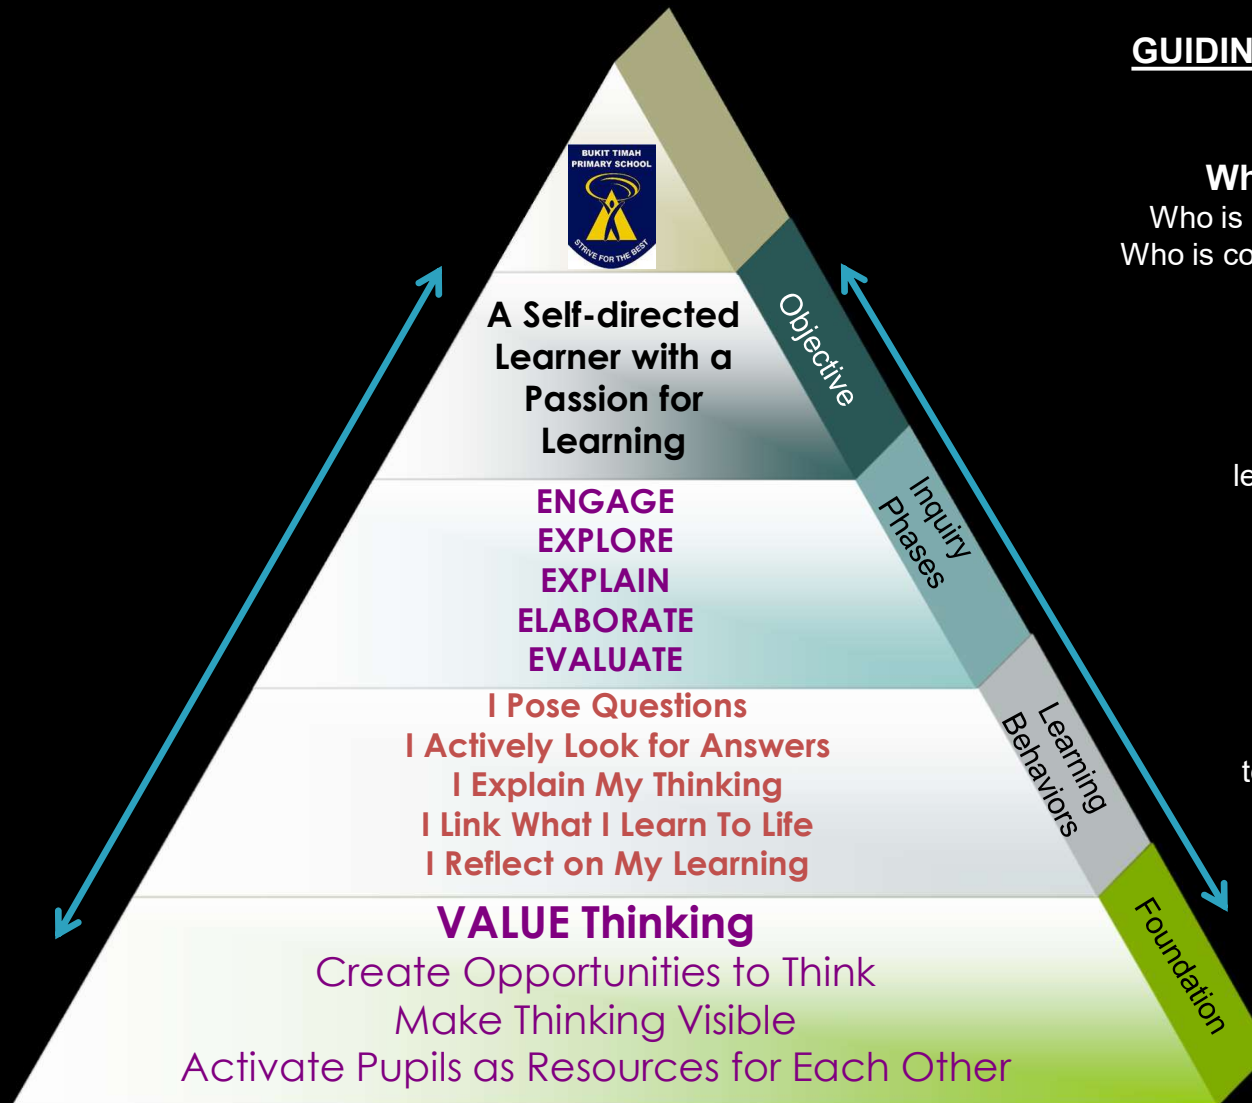 BUKIT TIMAH
PRIMARY SCHOOL
STRIVE FOR THE BEST
A Self-directed
Learner with a
Passion for
Learning
Objective
ENGAGE
EXPLORE
EXPLAIN
ELABORATE
EVALUATE
Inquiry
Phases
I Pose Questions
I Actively Look for Answers
I Explain My Thinking
I Link What I Learn To Life
I Reflect on My Learning
Learning
Behaviors
VALUE Thinking
Create Opportunities to Think
Make Thinking Visible
Activate Pupils as Resources for Each Other
Foundation
Who is
Who is